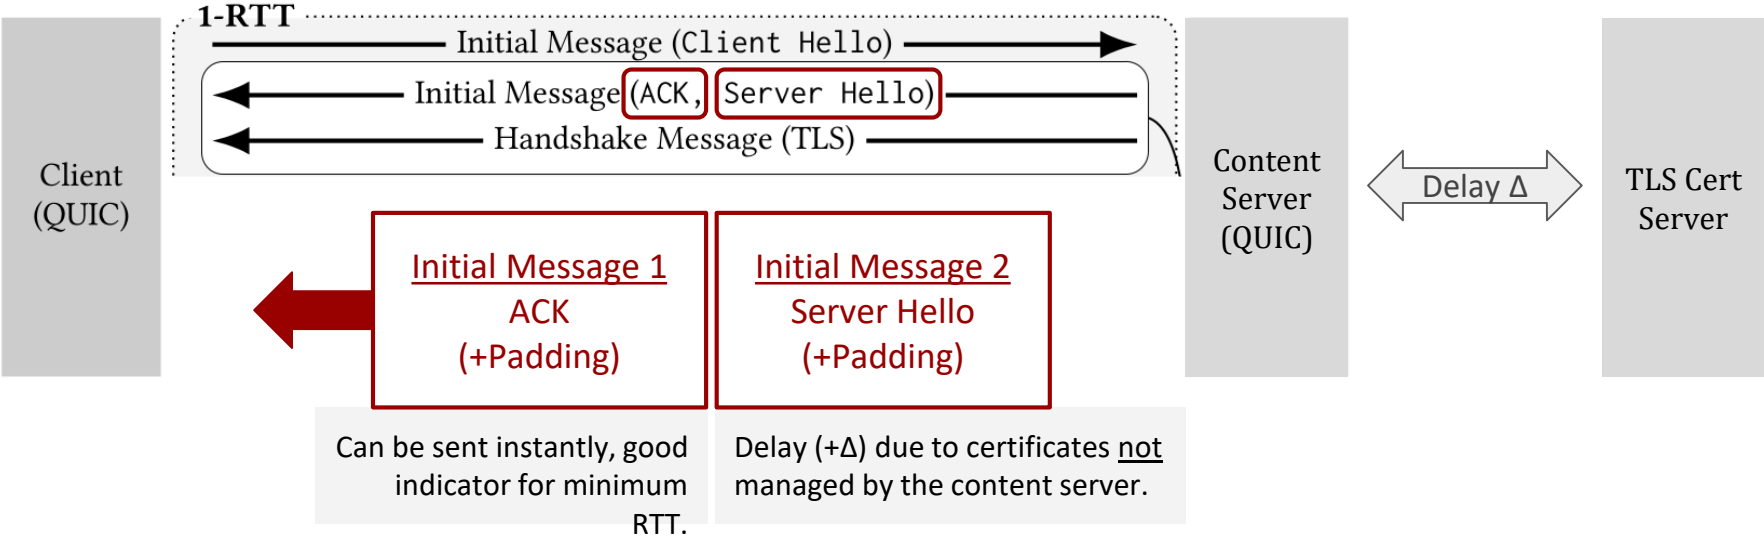 1-RTT
Initial Message (Client Hello)
Initial Message (ACK, Server Hello)
Handshake Message (TLS)
Client
(QUIC)
Content
Server
(QUIC)
Delay Δ
TLS Cert
Server
Initial Message 1
ACK
(+Padding)
Initial Message 2
Server Hello
(+Padding)
Can be sent instantly, good
indicator for minimum
RTT.
Delay (+Δ) due to certificates not
managed by the content server.